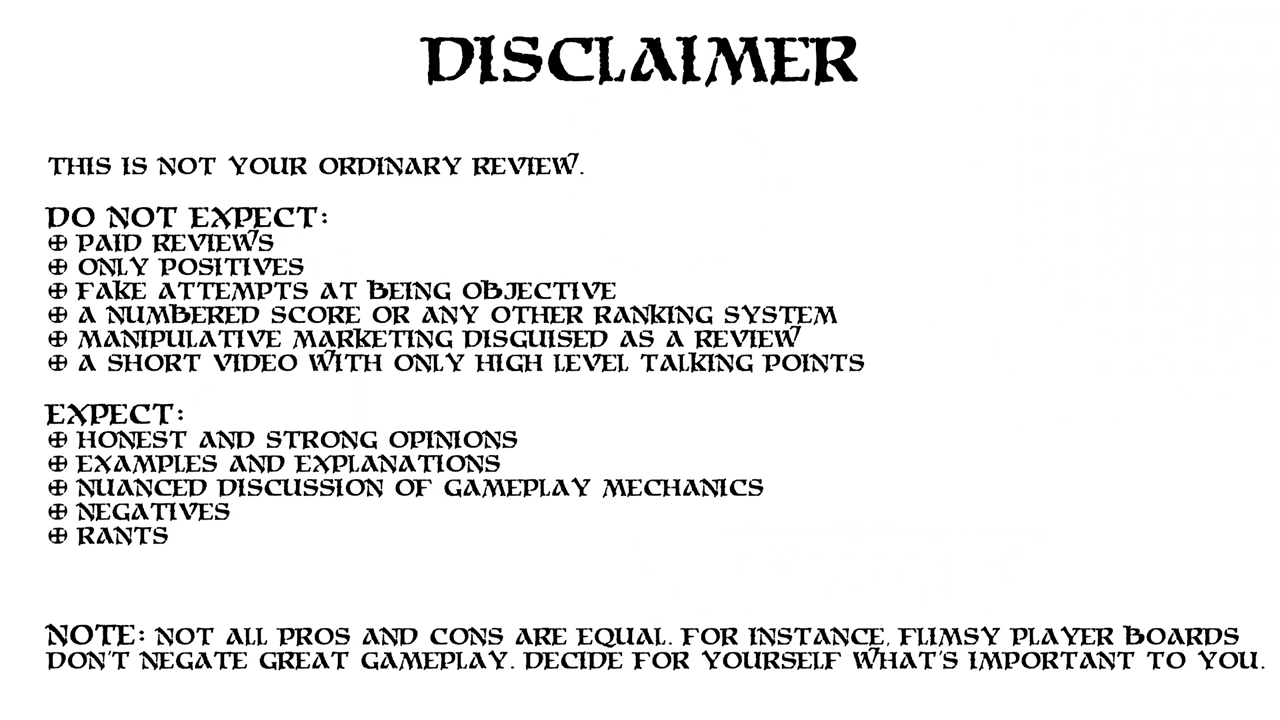 DISCLAIMER
THIS IS NOT YOUR ORDINARY REVIEW.
DO NOT EXPECT:
⊕ PAID REVIEWS
⊕ ONLY POSITIVES
⊕ FAKE ATTEMPTS AT BEING OBJECTIVE
⊕ A NUMBERED SCORE OR ANY OTHER RANKING SYSTEM
⊕ MANIPULATIVE MARKETING DISGUISED AS A REVIEW
⊕ A SHORT VIDEO WITH ONLY HIGH LEVEL TALKING POINTS
EXPECT:
⊕ HONEST AND STRONG OPINIONS
⊕ EXAMPLES AND EXPLANATIONS
⊕ NUANCED DISCUSSION OF GAMEPLAY MECHANICS
⊕ NEGATIVES
⊕ RANTS
NOTE: NOT ALL PROS AND CONS ARE EQUAL. FOR INSTANCE, FLIMSY PLAYER BOARDS
DON'T NEGATE GREAT GAMEPLAY. DECIDE FOR YOURSELF WHAT'S IMPORTANT TO YOU.